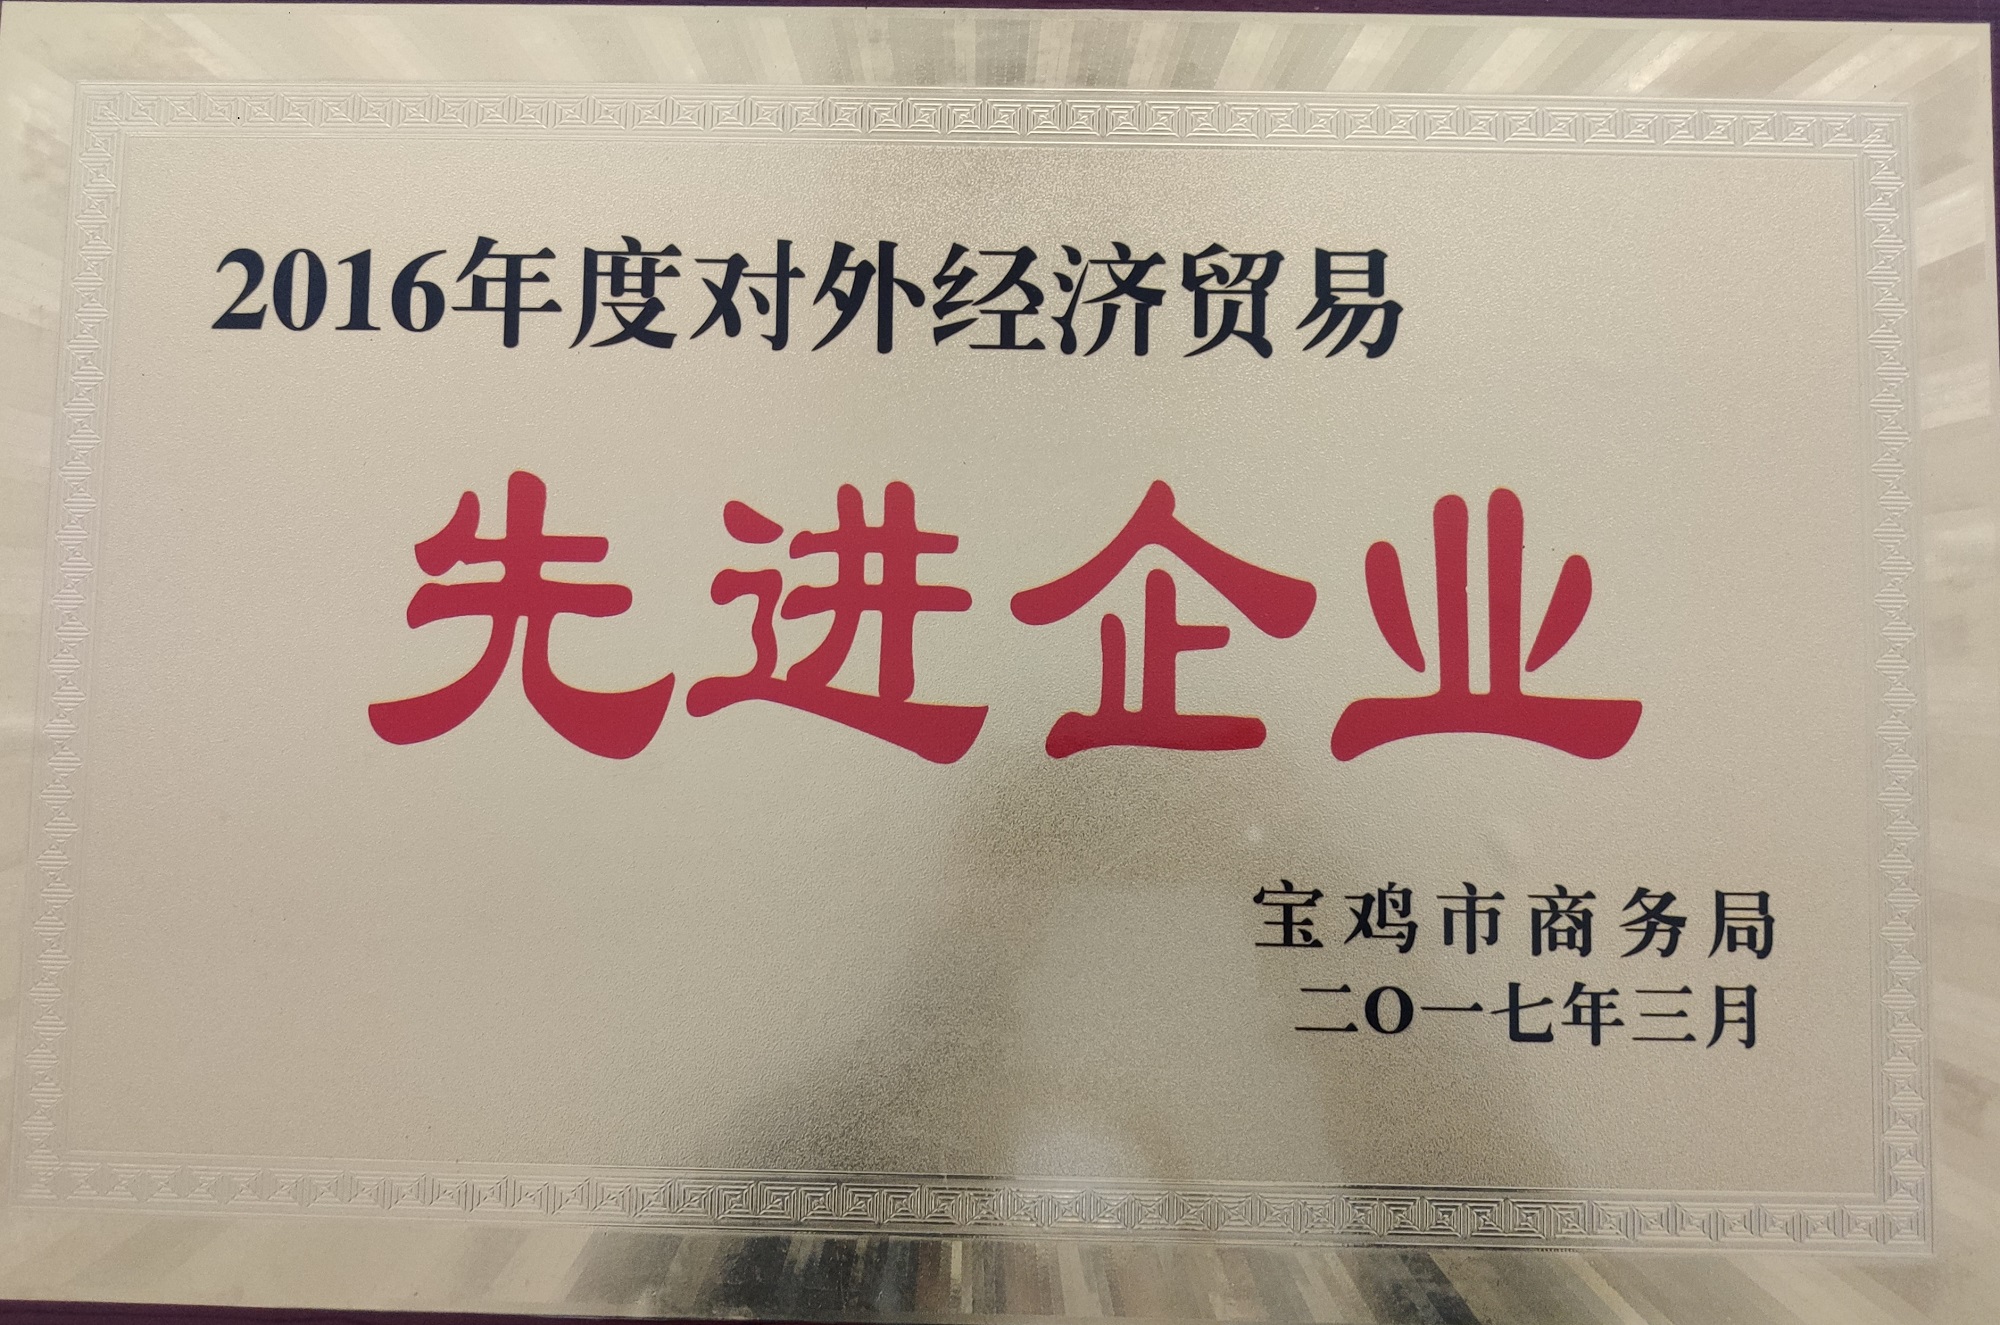 2016年度对外经济贸易
先进企业
宝鸡市商务局
二〇一七年三月